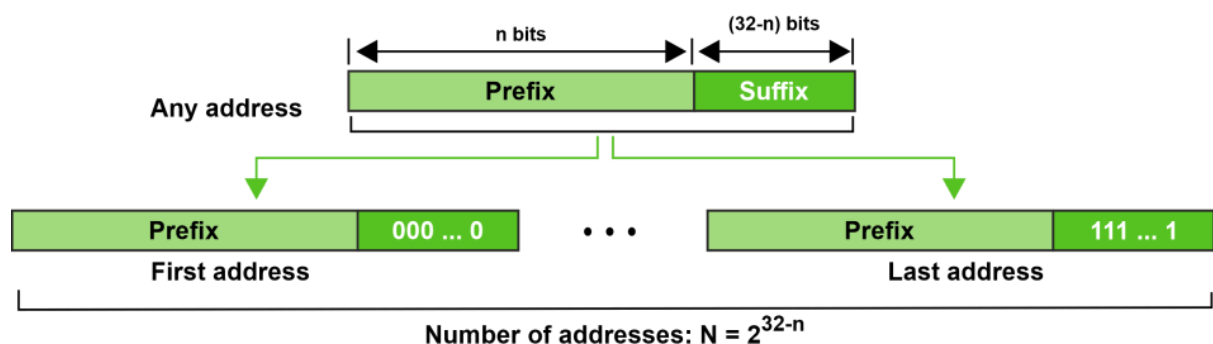 n bits
(32-n) bits
Prefix
Suffix
Any address
Prefix
000 ... 0
• • •
Prefix
111 ... 1
First address
Last address
Number of addresses: N = 2^32-n